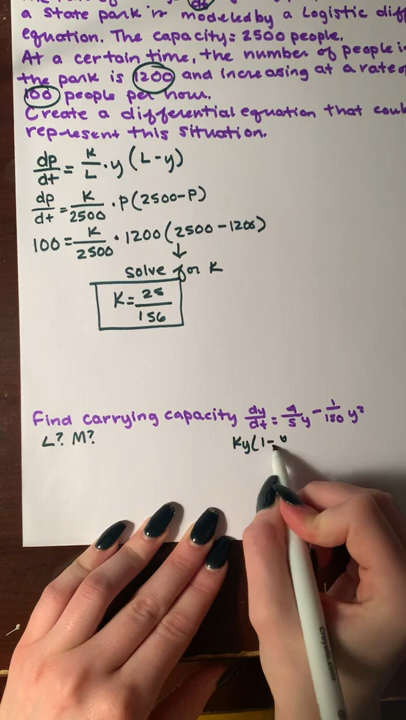 a State park is modeled by a Logistic
equation. The capacity: 2500 people.
At a certain time, the number of people in
the park is 1200 and increasing at a rate of
100 people per hour.
Create a differential equation that could
represent this situation.
dp/dt = K/L · y (L-y)
dp/dt = K/2500 · P(2500-P)
100 = K/2500 · 1200(2500-1200)
solve for K
K = 25/156
Find carrying capacity dy/dt = 4/5 y - 1/150 y²
L? M?
Ky(1-
Crayola